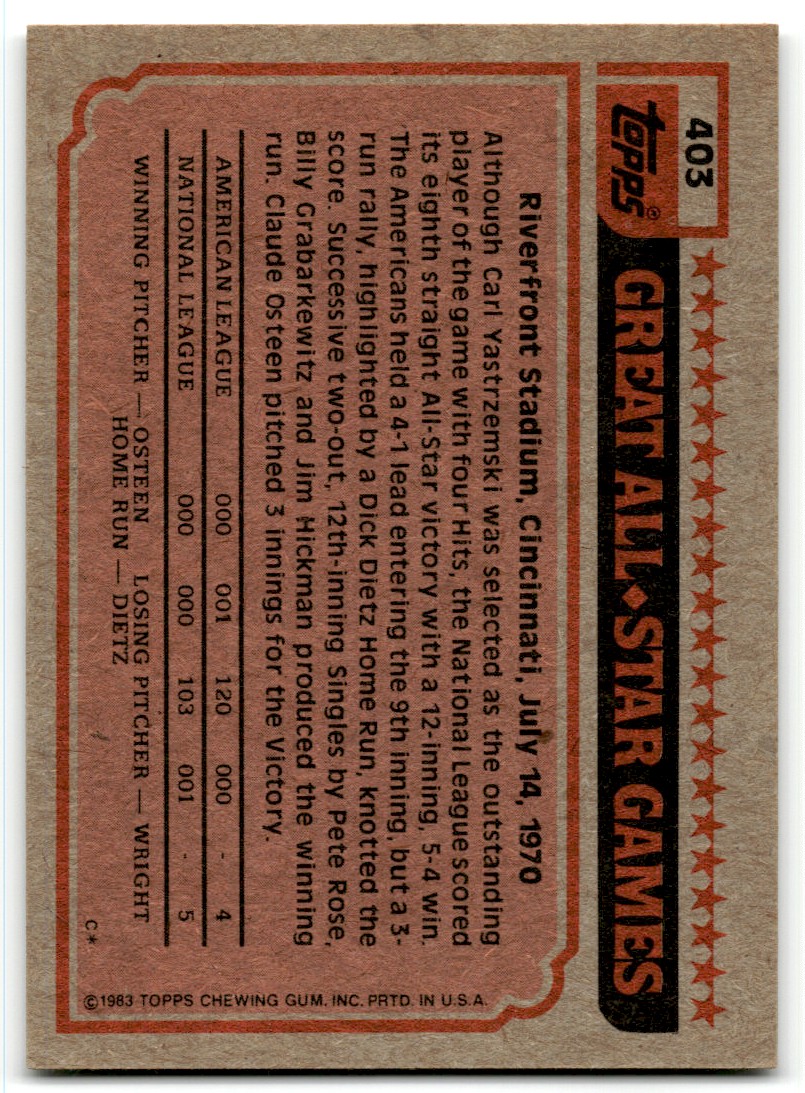 403
TOPPS®
GREAT ALL◆STAR GAMES
Riverfront Stadium, Cincinnati, July 14, 1970
Although Carl Yastrzemski was selected as the outstanding
player of the game with four Hits, the National League scored
its eighth straight All-Star victory with a 12-inning, 5-4 win.
The Americans held a 4-1 lead entering the 9th inning, but a 3-
run rally, highlighted by a Dick Dietz Home Run, knotted the
score. Successive two-out, 12th-inning Singles by Pete Rose,
Billy Grabarkewitz and Jim Hickman produced the winning
run. Claude Osteen pitched 3 innings for the Victory.
AMERICAN LEAGUE 000 001 120 000 - 4
NATIONAL LEAGUE 000 000 103 001 - 5
WINNING PITCHER — OSTEEN LOSING PITCHER — WRIGHT
HOME RUN — DIETZ
C*
©1983 TOPPS CHEWING GUM, INC. PRTD. IN U.S.A.